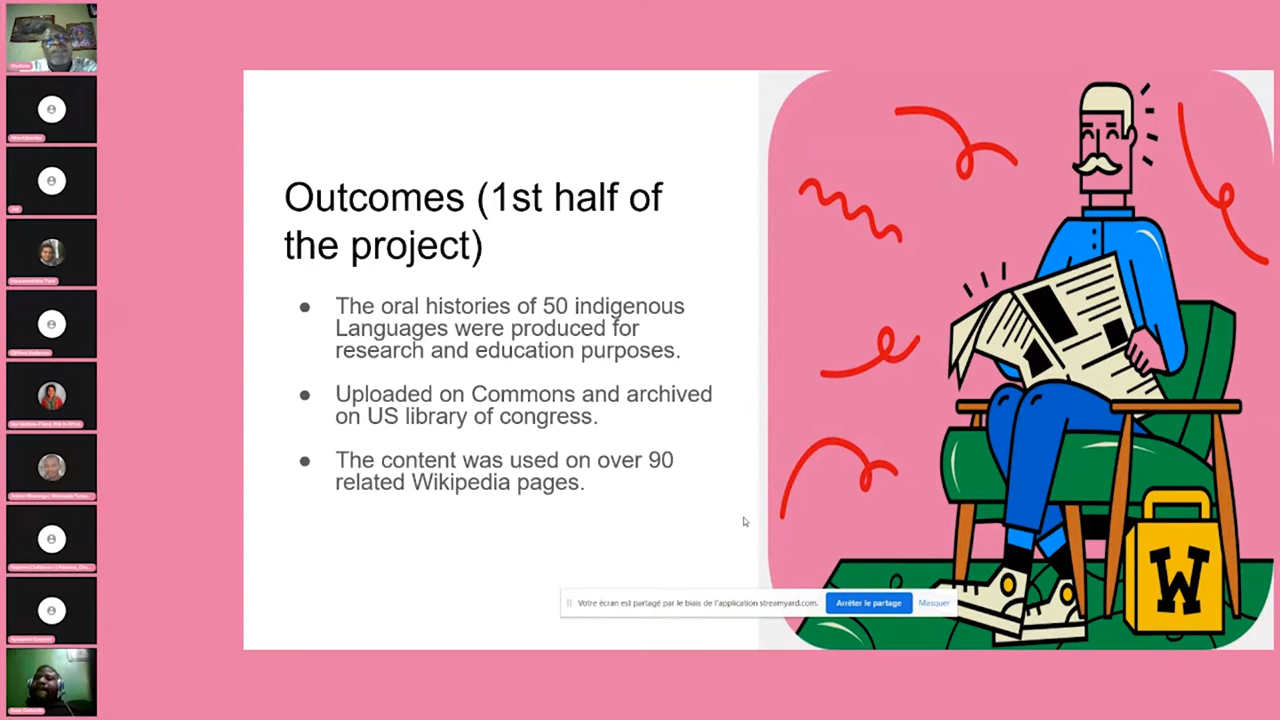 Outcomes (1st half of
the project)
● The oral histories of 50 indigenous
Languages were produced for
research and education purposes.
● Uploaded on Commons and archived
on US library of congress.
● The content was used on over 90
related Wikipedia pages.
Votre écran est partagé par le biais de l'application streamyard.com.
Arrêter le partage
Masquer
W